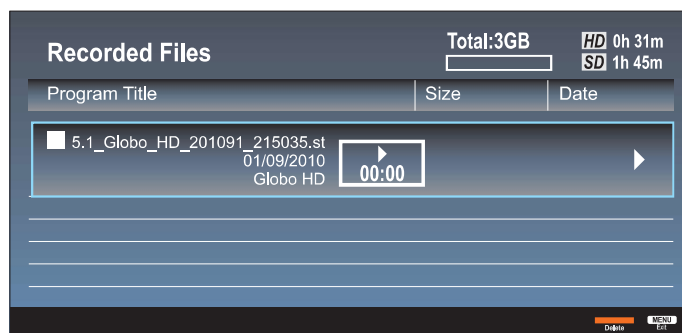 Recorded Files
Total:3GB
HD 0h 31m
SD 1h 45m
Program Title Size Date
5.1_Globo_HD_201091_215035.st
01/09/2010
Globo HD
00:00
Delete
MENU
Exit